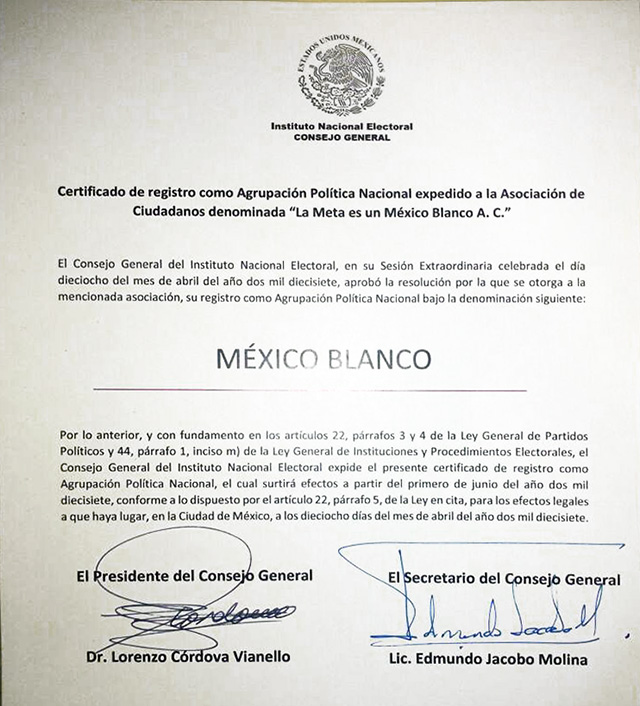 ESTADOS UNIDOS MEXICANOS
Instituto Nacional Electoral
CONSEJO GENERAL
Certificado de registro como Agrupación Política Nacional expedido a la Asociación de
Ciudadanos denominada “La Meta es un México Blanco A. C.”
El Consejo General del Instituto Nacional Electoral, en su Sesión Extraordinaria celebrada el día
dieciocho del mes de abril del año dos mil diecisiete, aprobó la resolución por la que se otorga a la
mencionada asociación, su registro como Agrupación Política Nacional bajo la denominación siguiente:
MÉXICO BLANCO
Por lo anterior, y con fundamento en los artículos 22, párrafos 3 y 4 de la Ley General de Partidos
Políticos y 44, párrafo 1, inciso m) de la Ley General de Instituciones y Procedimientos Electorales, el
Consejo General del Instituto Nacional Electoral expide el presente certificado de registro como
Agrupación Política Nacional, el cual surtirá efectos a partir del primero de junio del año dos mil
diecisiete, conforme a lo dispuesto por el artículo 22, párrafo 5, de la Ley en cita, para los efectos legales
a que haya lugar, en la Ciudad de México, a los dieciocho días del mes de abril del año dos mil diecisiete.
El Presidente del Consejo General
Cordova
Dr. Lorenzo Córdova Vianello
El Secretario del Consejo General
Edmundo Jacobo M
Lic. Edmundo Jacobo Molina